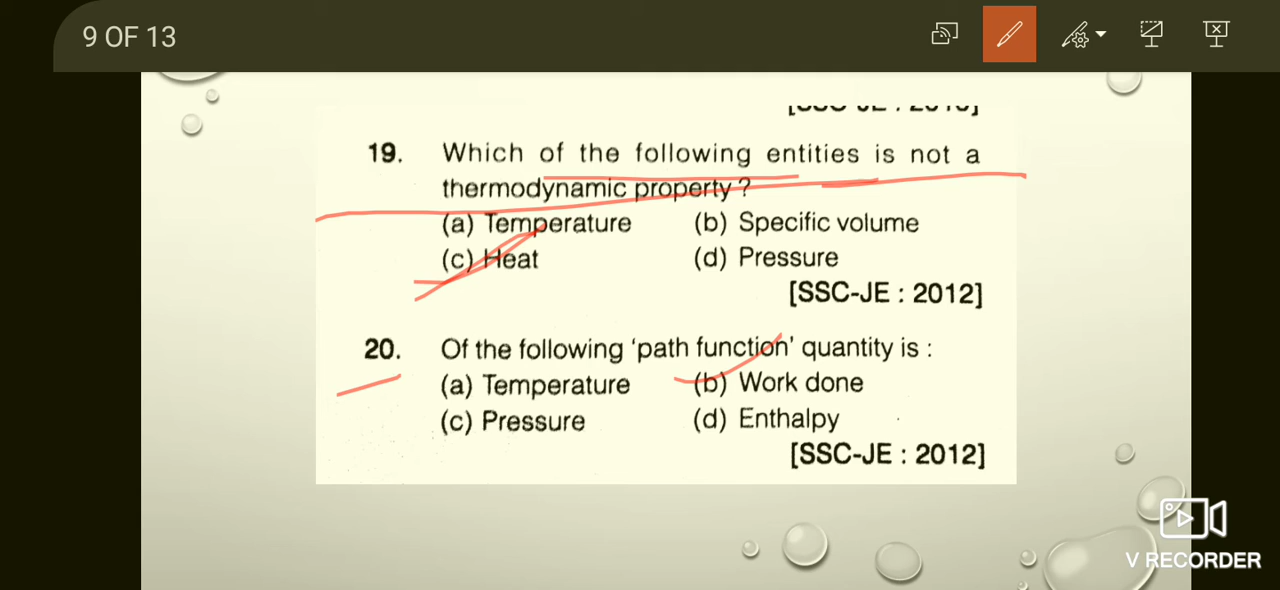 9 OF 13
19. Which of the following entities is not a
thermodynamic property ?
(a) Temperature (b) Specific volume
(c) Heat (d) Pressure
[SSC-JE : 2012]
20. Of the following ‘path function’ quantity is :
(a) Temperature (b) Work done
(c) Pressure (d) Enthalpy
[SSC-JE : 2012]
V RECORDER